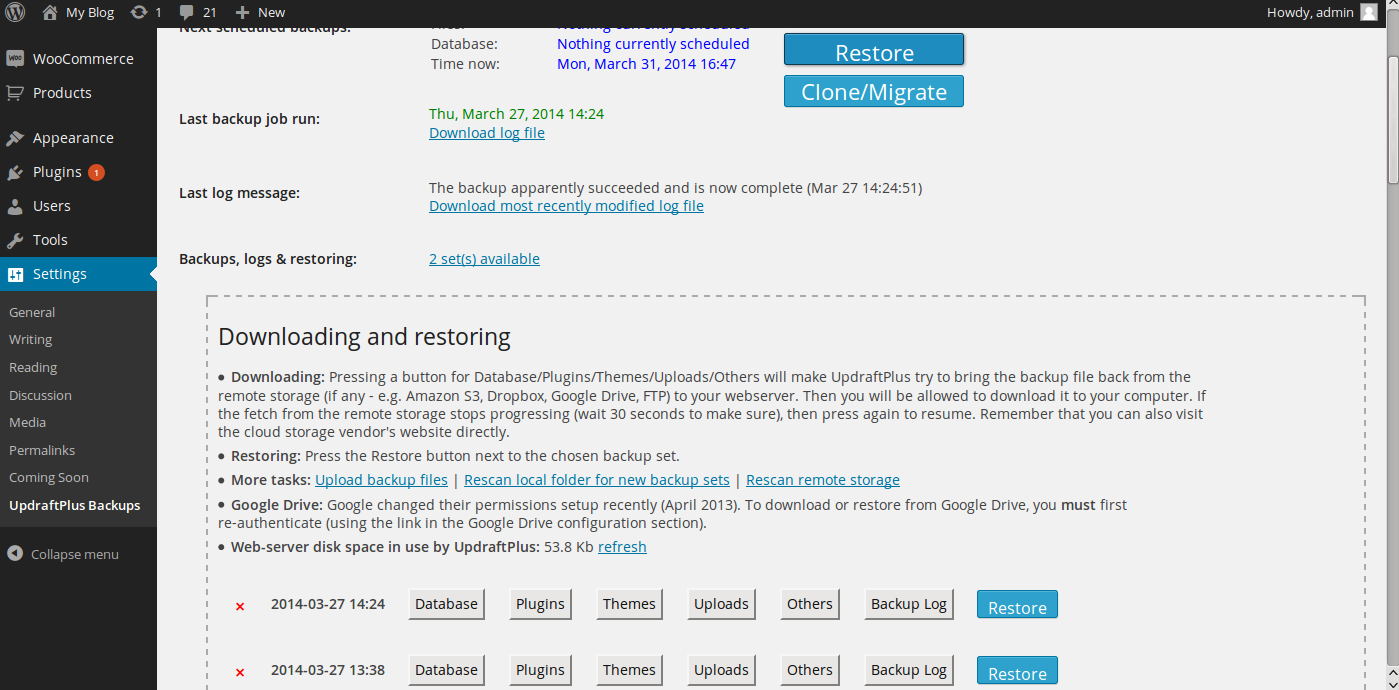 My Blog 1 21 New Howdy, admin
WooCommerce
Products
Appearance
Plugins 1
Users
Tools
Settings
General
Writing
Reading
Discussion
Media
Permalinks
Coming Soon
UpdraftPlus Backups
Collapse menu
Next scheduled backups:
Nothing currently scheduled
Database: Nothing currently scheduled
Time now: Mon, March 31, 2014 16:47
Restore
Clone/Migrate
Last backup job run: Thu, March 27, 2014 14:24
Download log file
Last log message: The backup apparently succeeded and is now complete (Mar 27 14:24:51)
Download most recently modified log file
Backups, logs & restoring: 2 set(s) available
Downloading and restoring
• Downloading: Pressing a button for Database/Plugins/Themes/Uploads/Others will make UpdraftPlus try to bring the backup file back from the
remote storage (if any - e.g. Amazon S3, Dropbox, Google Drive, FTP) to your webserver. Then you will be allowed to download it to your computer. If
the fetch from the remote storage stops progressing (wait 30 seconds to make sure), then press again to resume. Remember that you can also visit
the cloud storage vendor's website directly.
• Restoring: Press the Restore button next to the chosen backup set.
• More tasks: Upload backup files | Rescan local folder for new backup sets | Rescan remote storage
• Google Drive: Google changed their permissions setup recently (April 2013). To download or restore from Google Drive, you must first
re-authenticate (using the link in the Google Drive configuration section).
• Web-server disk space in use by UpdraftPlus: 53.8 Kb refresh
× 2014-03-27 14:24 Database Plugins Themes Uploads Others Backup Log Restore
× 2014-03-27 13:38 Database Plugins Themes Uploads Others Backup Log Restore